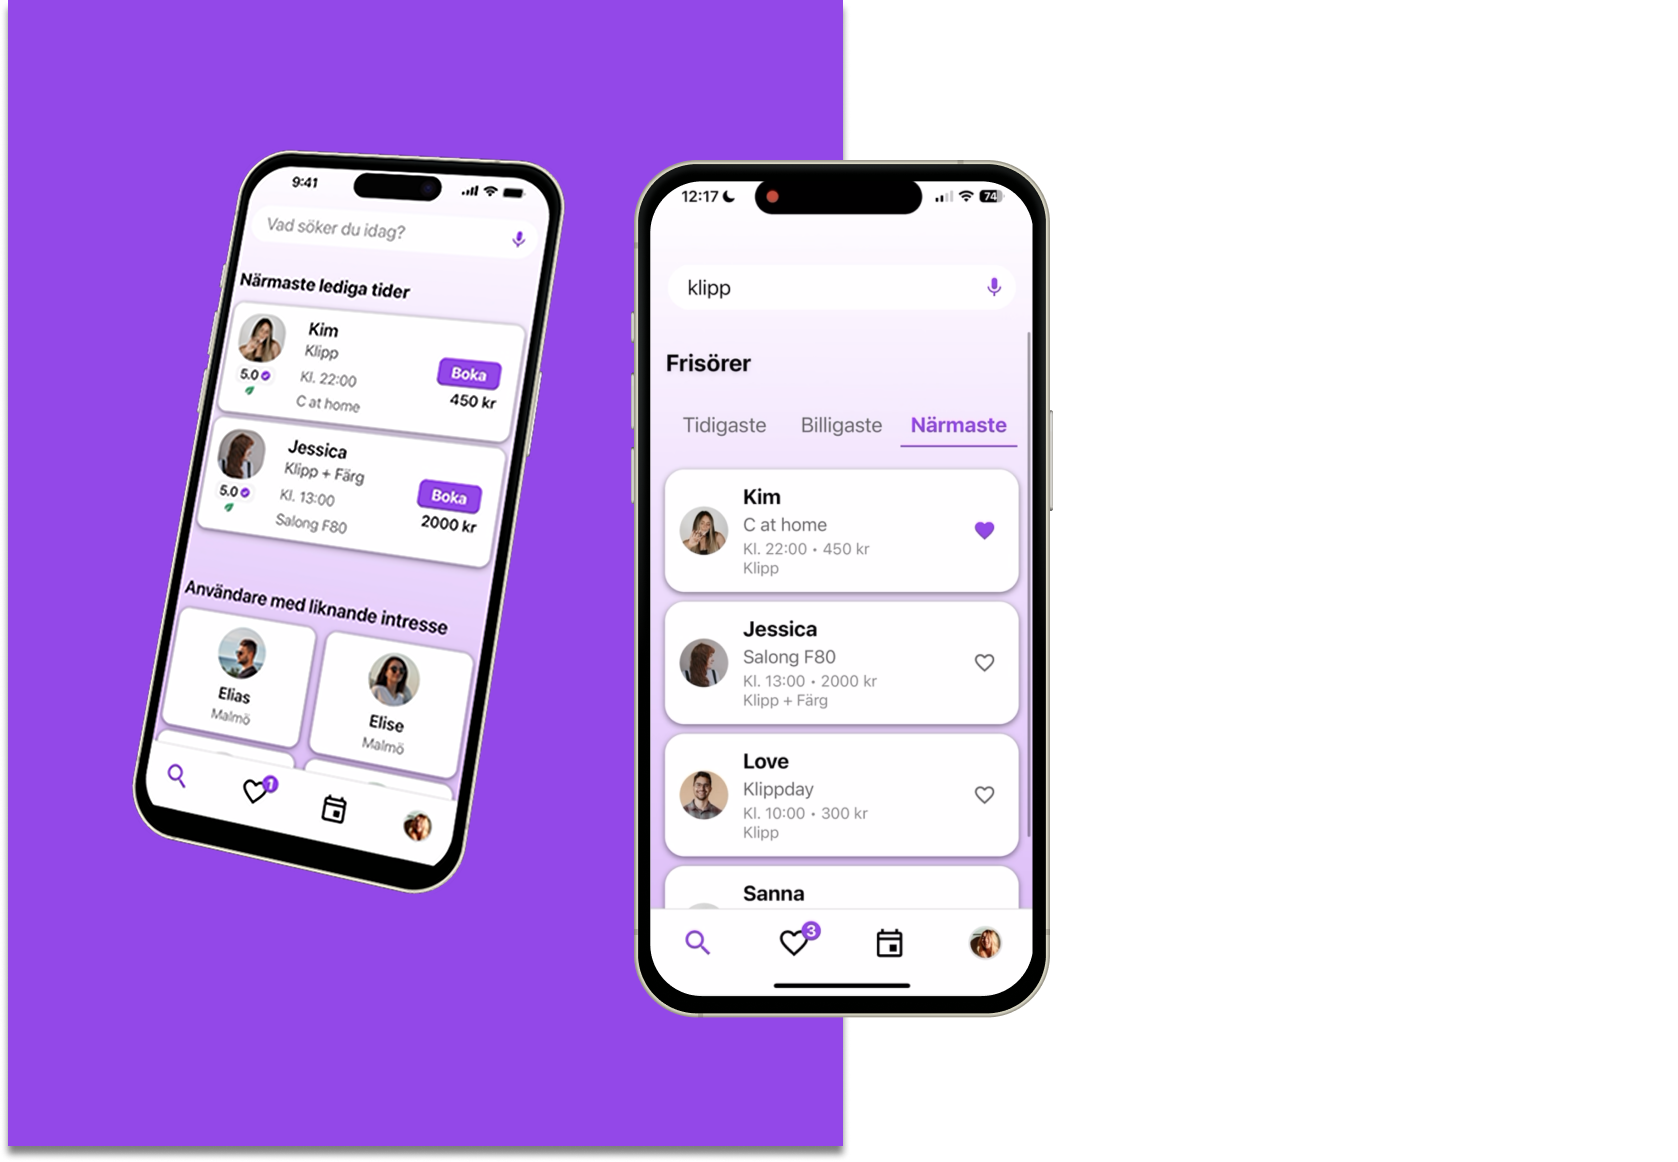 9:41
Vad söker du idag?
Närmaste lediga tider
Kim
Klipp
5.0
Kl. 22:00
C at home
Boka
450 kr
Jessica
Klipp + Färg
5.0
Kl. 13:00
Salong F80
Boka
2000 kr
Användare med liknande intresse
Elias
Malmö
Elise
Malmö
1
12:17
74
klipp
Frisörer
Tidigaste Billigaste Närmaste
Kim
C at home
Kl. 22:00 • 450 kr
Klipp
Jessica
Salong F80
Kl. 13:00 • 2000 kr
Klipp + Färg
Love
Klippday
Kl. 10:00 • 300 kr
Klipp
Sanna
3